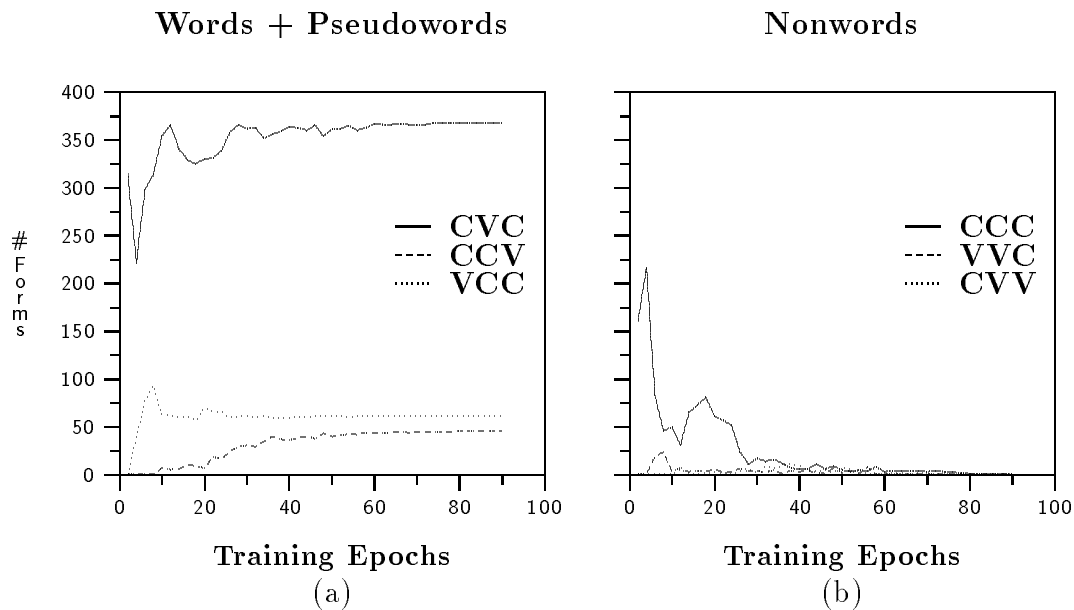 Words + Pseudowords
Nonwords
400
350
300
250
200
150
100
50
0
# Forms
CVC
CCV
VCC
CCC
VVC
CVV
0 20 40 60 80 100
0 20 40 60 80 100
Training Epochs
Training Epochs
(a)
(b)